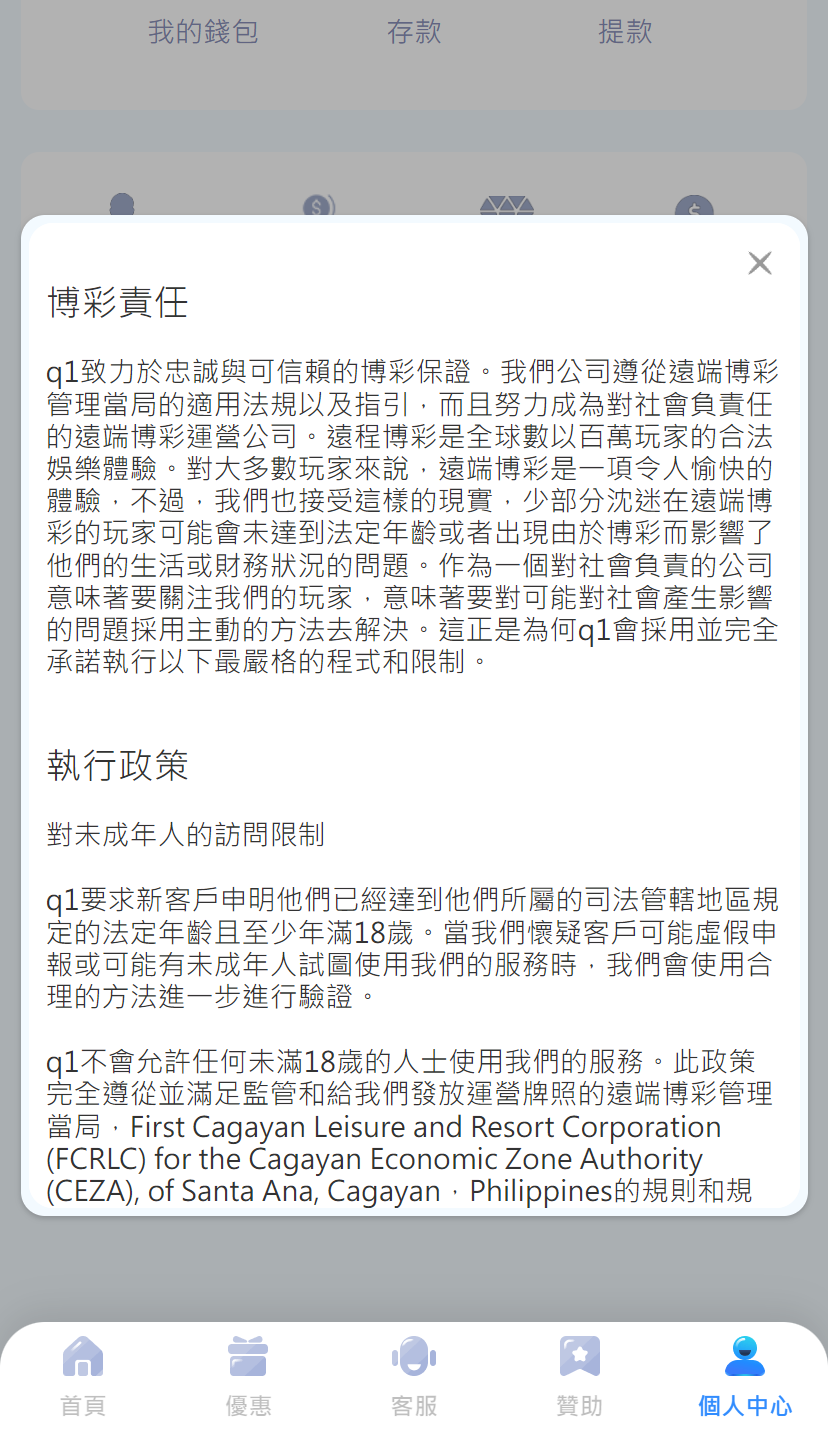 我的錢包 存款 提款
博彩責任
q1致力於忠誠與可信賴的博彩保證。我們公司遵從遠端博彩
管理當局的適用法規以及指引，而且努力成為對社會負責任
的遠端博彩運營公司。遠程博彩是全球數以百萬玩家的合法
娛樂體驗。對大多數玩家來說，遠端博彩是一項令人愉快的
體驗，不過，我們也接受這樣的現實，少部分沈迷在遠端博
彩的玩家可能會未達到法定年齡或者出現由於博彩而影響了
他們的生活或財務狀況的問題。作為一個對社會負責的公司
意味著要關注我們的玩家，意味著要對可能對社會產生影響
的問題採用主動的方法去解決。這正是為何q1會採用並完全
承諾執行以下最嚴格的程式和限制。
執行政策
對未成年人的訪問限制
q1要求新客戶申明他們已經達到他們所屬的司法管轄地區規
定的法定年齡且至少年滿18歲。當我們懷疑客戶可能虛假申
報或可能有未成年人試圖使用我們的服務時，我們會使用合
理的方法進一步進行驗證。
q1不會允許任何未滿18歲的人士使用我們的服務。此政策
完全遵從並滿足監管和給我們發放運營牌照的遠端博彩管理
當局，First Cagayan Leisure and Resort Corporation
(FCRLC) for the Cagayan Economic Zone Authority
(CEZA), of Santa Ana, Cagayan，Philippines的規則和規
首頁 優惠 客服 贊助 個人中心